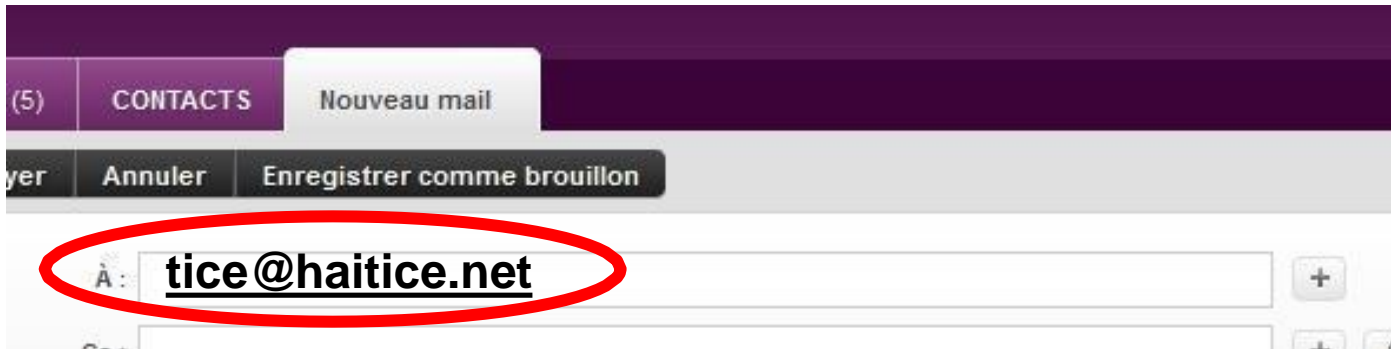 (5) CONTACTS Nouveau mail
yer Annuler Enregistrer comme brouillon
À : tice@haitice.net +